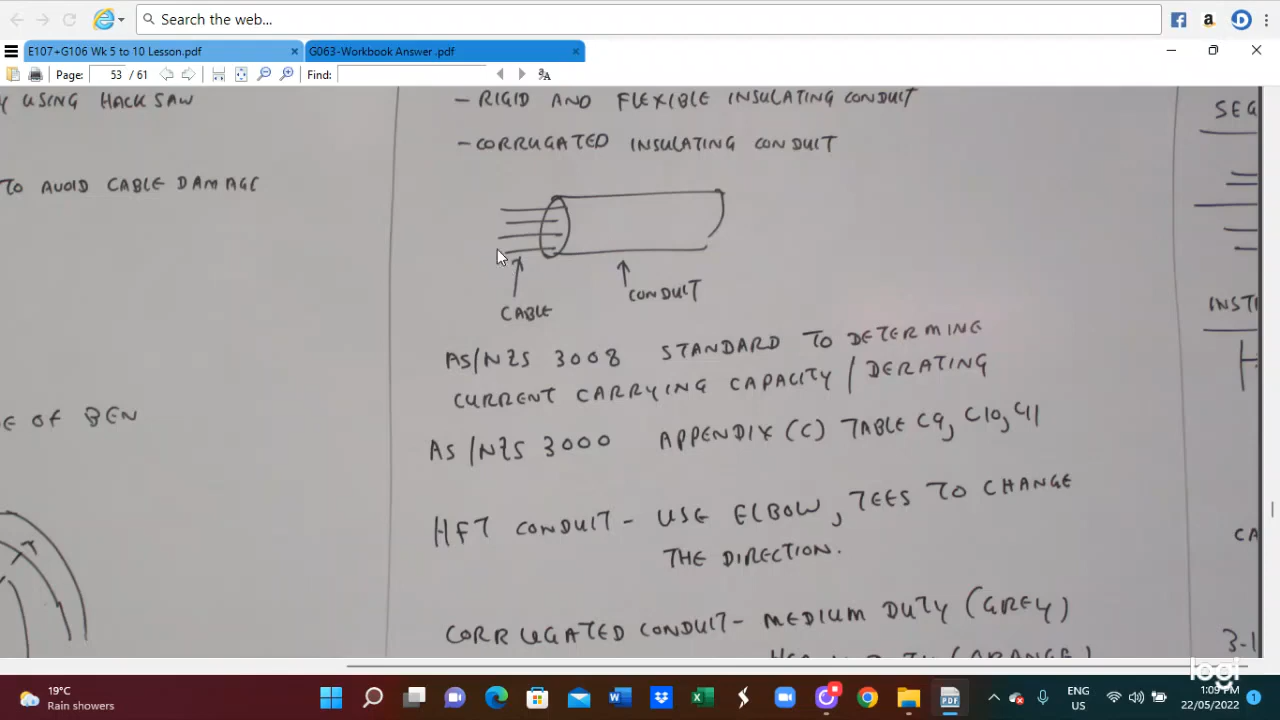 Search the web...
E107+G106 Wk 5 to 10 Lesson.pdf
G063-Workbook Answer .pdf
Page: 53 / 61
Find:
Y USING HACKSAW
TO AVOID CABLE DAMAGE
E OF BEN
- RIGID AND FLEXIBLE INSULATING CONDUIT
- CORRUGATED INSULATING CONDUIT
CABLE
CONDUIT
AS/NZS 3008 STANDARD TO DETERMING
CURRENT CARRYING CAPACITY / DERATING
AS/NZS 3000 APPENDIX (C) TABLE C9, C10, C11
HFT CONDUIT - USE ELBOW, TEES TO CHANGE
THE DIRECTION.
CORRUGATED CONDUIT - MEDIUM DUTY (GREY)
SEG
INSTI
H
CA
3-1
19°C
Rain showers
ENG
US
1:09 PM
22/05/2022